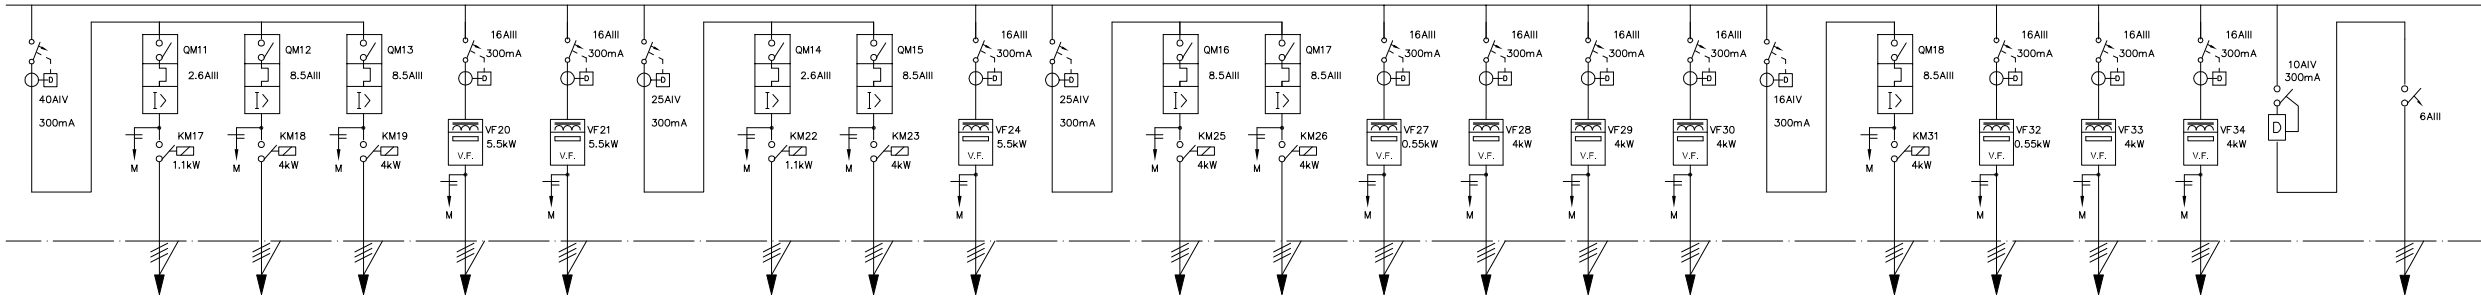 40AIV
300mA
D
QM11
2.6AIII
I>
KM17
1.1kW
M
QM12
8.5AIII
I>
KM18
4kW
M
QM13
8.5AIII
I>
KM19
4kW
M
16AIII
300mA
D
VF20
5.5kW
V.F.
M
16AIII
300mA
D
VF21
5.5kW
V.F.
M
D
25AIV
300mA
QM14
2.6AIII
I>
KM22
1.1kW
M
QM15
8.5AIII
I>
KM23
4kW
M
16AIII
300mA
D
VF24
5.5kW
V.F.
M
D
25AIV
300mA
QM16
8.5AIII
I>
KM25
4kW
M
QM17
8.5AIII
I>
KM26
4kW
M
16AIII
300mA
D
VF27
0.55kW
V.F.
M
16AIII
300mA
D
VF28
4kW
V.F.
M
16AIII
300mA
D
VF29
4kW
V.F.
M
16AIII
300mA
D
VF30
4kW
V.F.
M
D
16AIV
300mA
QM18
8.5AIII
I>
KM31
4kW
M
16AIII
300mA
D
VF32
0.55kW
V.F.
M
16AIII
300mA
D
VF33
4kW
V.F.
M
16AIII
300mA
D
VF34
4kW
V.F.
M
10AIV
300mA
D
6AIII